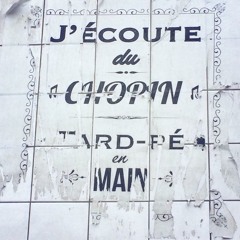 J'ÉCOUTE
du
CHOPIN
TARD-PÉ
en
MAIN